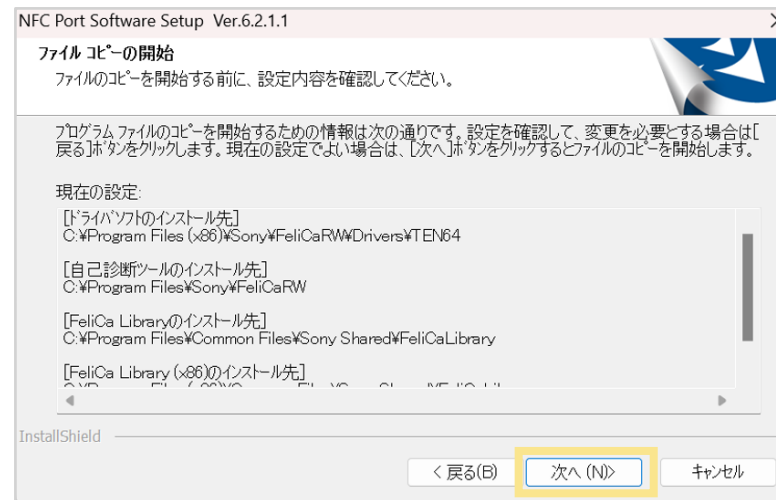 NFC Port Software Setup Ver.6.2.1.1
ファイル コピーの開始
ファイルのコピーを開始する前に、設定内容を確認してください。
プログラム ファイルのコピーを開始するための情報は次の通りです。設定を確認して、変更を必要とする場合は[
戻る]ボタンをクリックします。現在の設定でよい場合は、[次へ]ボタンをクリックするとファイルのコピーを開始します。
現在の設定:
[ドライバソフトのインストール先]
C:¥Program Files (x86)¥Sony¥FeliCaRW¥Drivers¥TEN64
[自己診断ツールのインストール先]
C:¥Program Files¥Sony¥FeliCaRW
[FeliCa Libraryのインストール先]
C:¥Program Files¥Common Files¥Sony Shared¥FeliCaLibrary
[FeliCa Library (x86)のインストール先]
InstallShield
< 戻る(B)
次へ (N)>
キャンセル